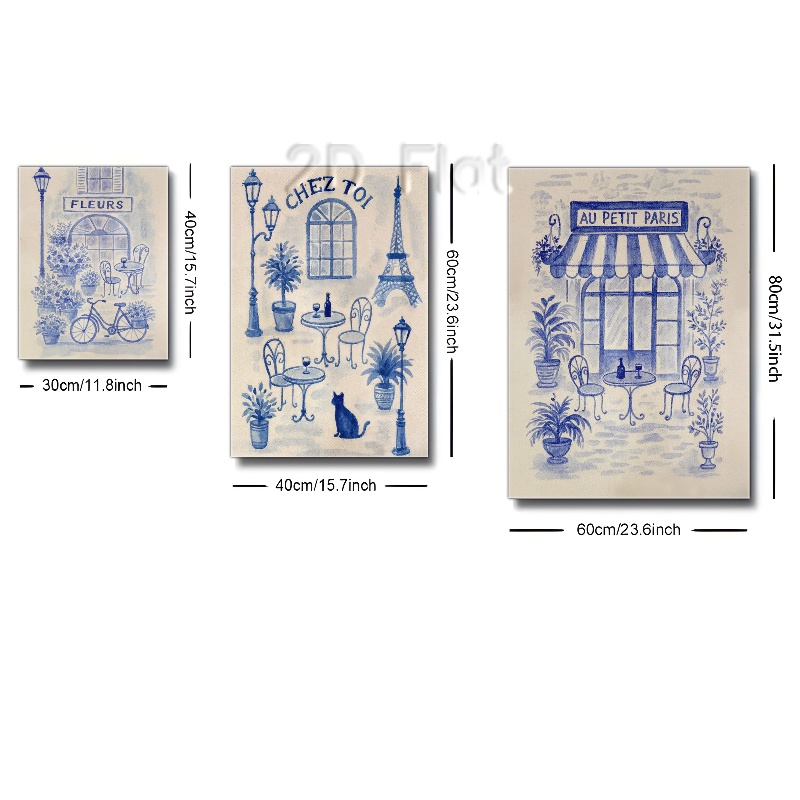 2D Flat
FLEURS
40cm/15.7inch
30cm/11.8inch
CHEZ TOI
60cm/23.6inch
40cm/15.7inch
AU PETIT PARIS
80cm/31.5inch
60cm/23.6inch